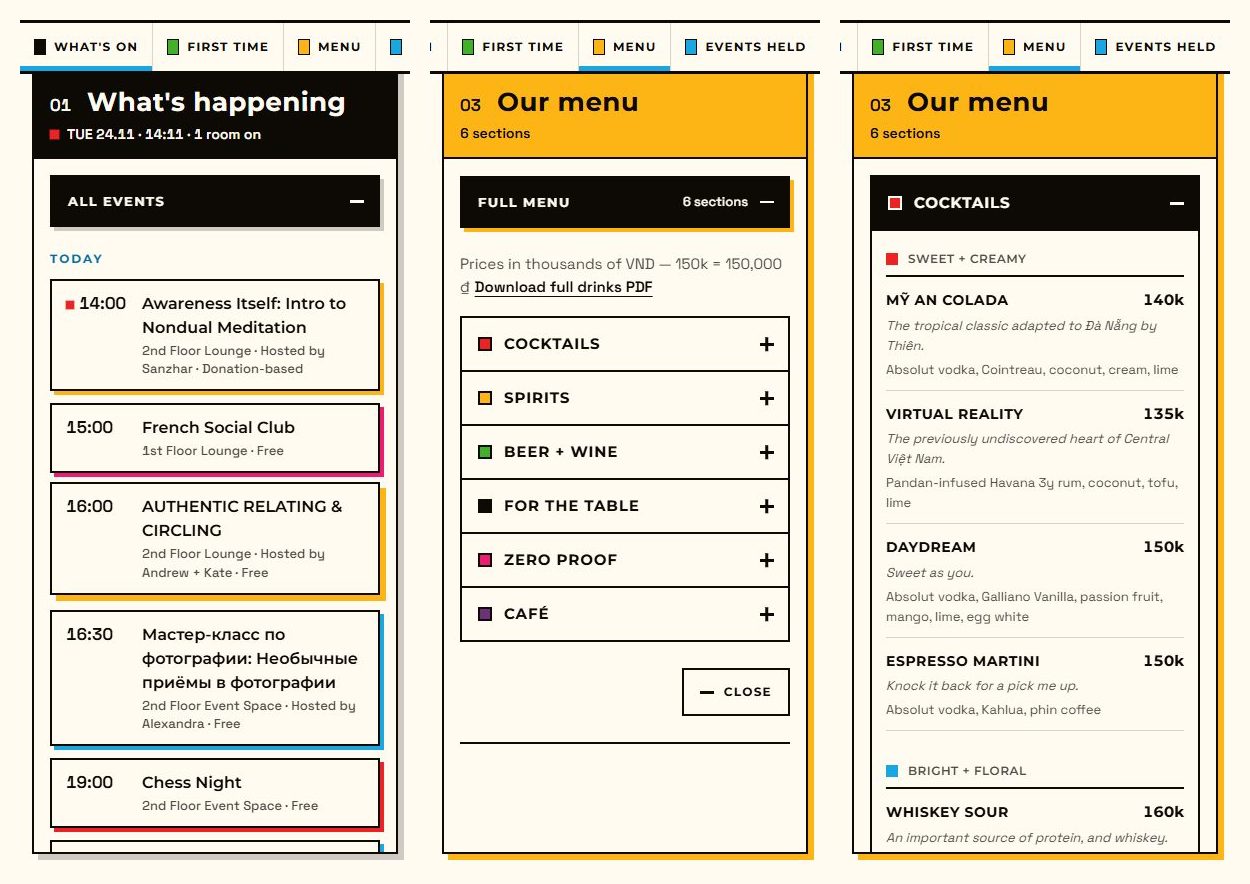 WHAT'S ON
FIRST TIME
MENU
01 What's happening
TUE 24.11 · 14:11 · 1 room on
ALL EVENTS
TODAY
14:00 Awareness Itself: Intro to
Nondual Meditation
2nd Floor Lounge · Hosted by
Sanzhar · Donation-based
15:00 French Social Club
1st Floor Lounge · Free
16:00 AUTHENTIC RELATING &
CIRCLING
2nd Floor Lounge · Hosted by
Andrew + Kate · Free
16:30 Мастер-класс по
фотографии: Необычные
приёмы в фотографии
2nd Floor Event Space · Hosted by
Alexandra · Free
19:00 Chess Night
2nd Floor Event Space · Free
FIRST TIME
MENU
EVENTS HELD
03 Our menu
6 sections
FULL MENU 6 sections
Prices in thousands of VND — 150k = 150,000
₫ Download full drinks PDF
COCKTAILS
SPIRITS
BEER + WINE
FOR THE TABLE
ZERO PROOF
CAFÉ
CLOSE
FIRST TIME
MENU
EVENTS HELD
03 Our menu
6 sections
COCKTAILS
SWEET + CREAMY
MỸ AN COLADA 140k
The tropical classic adapted to Đà Nẵng by
Thiên.
Absolut vodka, Cointreau, coconut, cream, lime
VIRTUAL REALITY 135k
The previously undiscovered heart of Central
Việt Nam.
Pandan-infused Havana 3y rum, coconut, tofu,
lime
DAYDREAM 150k
Sweet as you.
Absolut vodka, Galliano Vanilla, passion fruit,
mango, lime, egg white
ESPRESSO MARTINI 150k
Knock it back for a pick me up.
Absolut vodka, Kahlua, phin coffee
BRIGHT + FLORAL
WHISKEY SOUR 160k
An important source of protein, and whiskey.